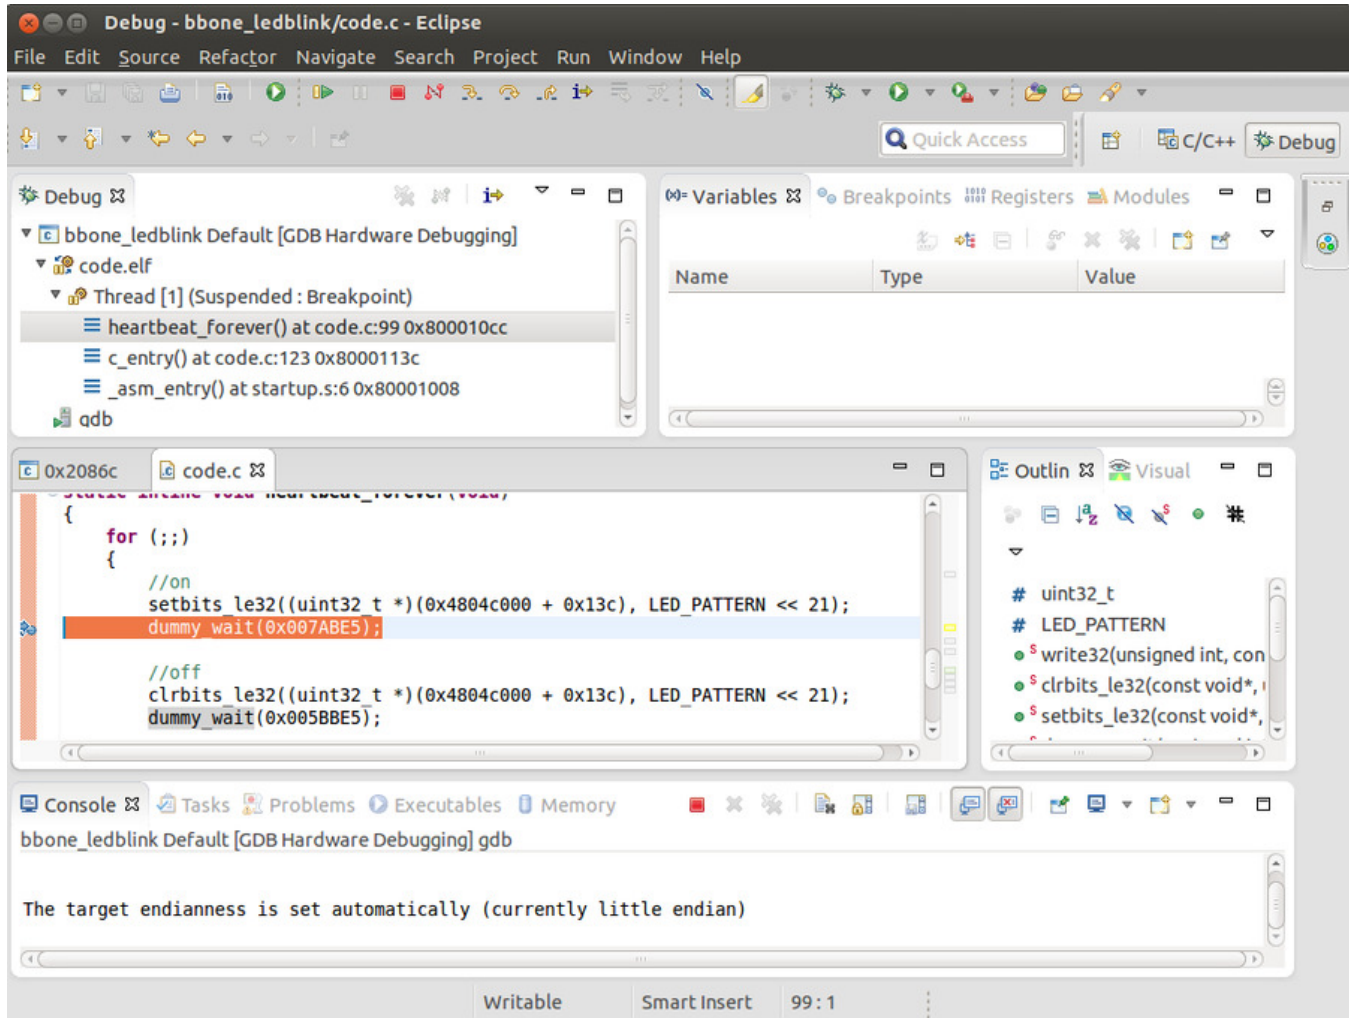 Debug - bbone_ledblink/code.c - Eclipse
File Edit Source Refactor Navigate Search Project Run Window Help
Quick Access C/C++ Debug
Debug
(x)= Variables Breakpoints Registers Modules
bbone_ledblink Default [GDB Hardware Debugging]
code.elf
Thread [1] (Suspended : Breakpoint)
heartbeat_forever() at code.c:99 0x800010cc
c_entry() at code.c:123 0x8000113c
_asm_entry() at startup.s:6 0x80001008
gdb
Name Type Value
0x2086c code.c
static inline void heartbeat_forever(void)
{
for (;;)
{
//on
setbits_le32((uint32_t *)(0x4804c000 + 0x13c), LED_PATTERN << 21);
dummy_wait(0x007ABE5);
//off
clrbits_le32((uint32_t *)(0x4804c000 + 0x13c), LED_PATTERN << 21);
dummy_wait(0x005BBE5);
Outlin Visual
# uint32_t
# LED_PATTERN
S write32(unsigned int, con
S clrbits_le32(const void*,
S setbits_le32(const void*,
Console Tasks Problems Executables Memory
bbone_ledblink Default [GDB Hardware Debugging] gdb
The target endianness is set automatically (currently little endian)
Writable Smart Insert 99 : 1